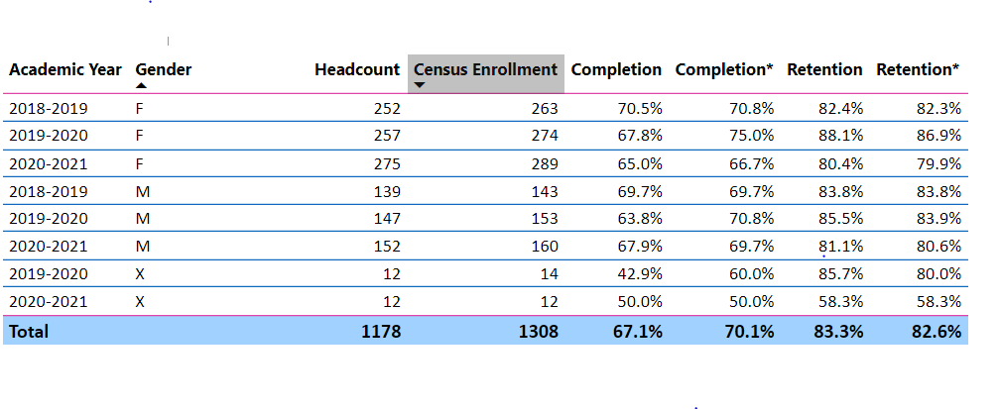 Academic Year Gender Headcount Census Enrollment Completion Completion* Retention Retention*
2018-2019 F 252 263 70.5% 70.8% 82.4% 82.3%
2019-2020 F 257 274 67.8% 75.0% 88.1% 86.9%
2020-2021 F 275 289 65.0% 66.7% 80.4% 79.9%
2018-2019 M 139 143 69.7% 69.7% 83.8% 83.8%
2019-2020 M 147 153 63.8% 70.8% 85.5% 83.9%
2020-2021 M 152 160 67.9% 69.7% 81.1% 80.6%
2019-2020 X 12 14 42.9% 60.0% 85.7% 80.0%
2020-2021 X 12 12 50.0% 50.0% 58.3% 58.3%
Total 1178 1308 67.1% 70.1% 83.3% 82.6%